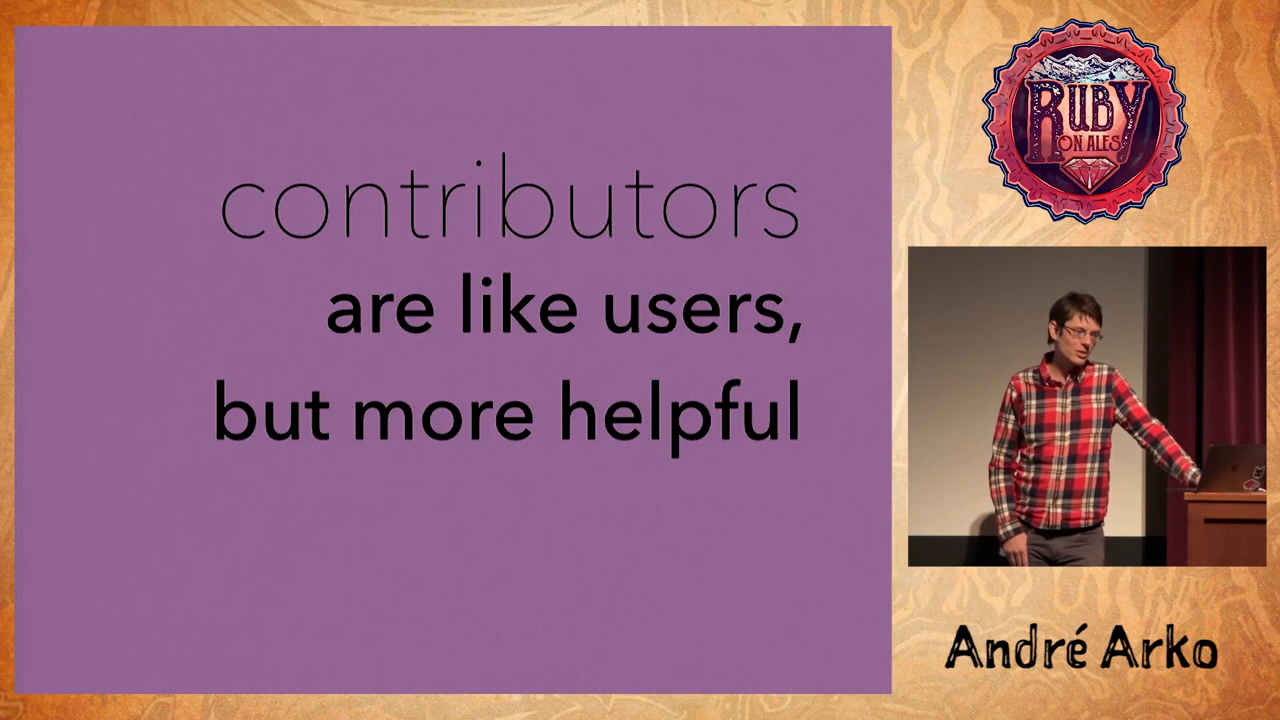 contributors
are like users,
but more helpful
RUBY
ON ALES
André Arko